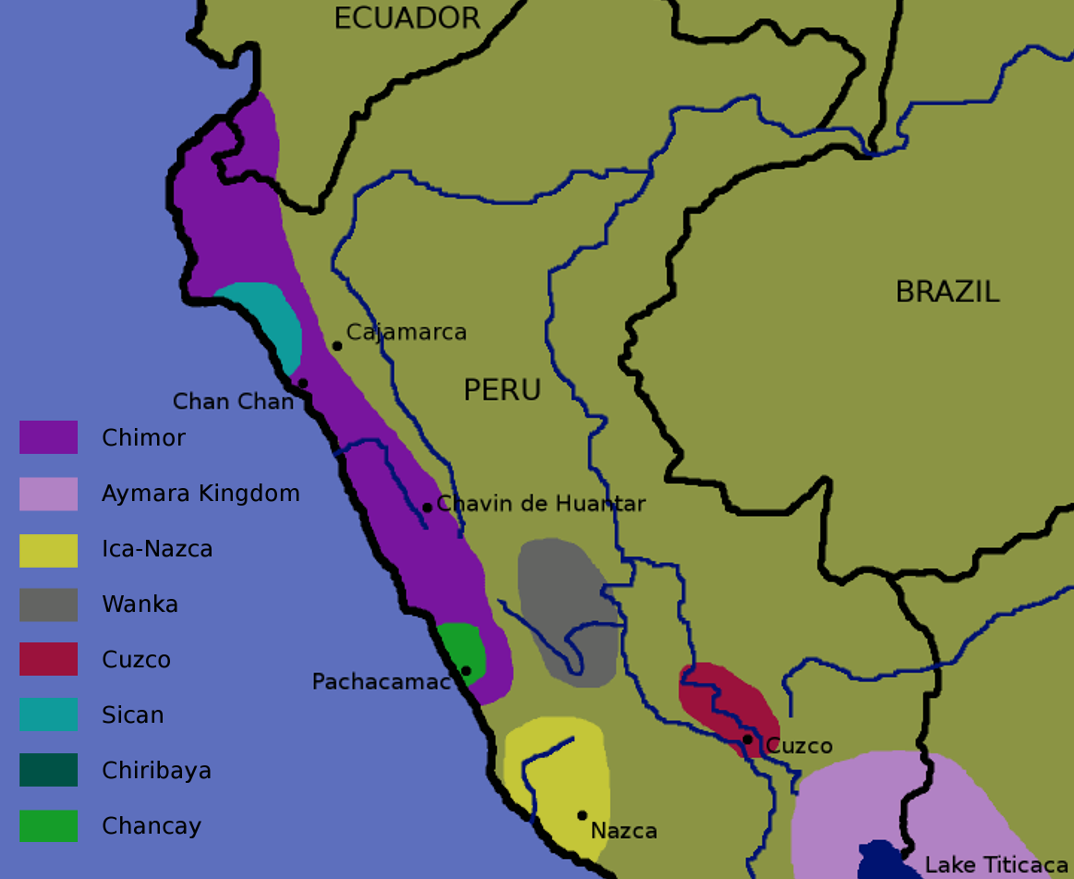 ECUADOR
BRAZIL
Cajamarca
PERU
Chan Chan
Chimor
Aymara Kingdom
Chavin de Huantar
Ica-Nazca
Wanka
Cuzco
Pachacamac
Sican
Cuzco
Chiribaya
Chancay
Nazca
Lake Titicaca